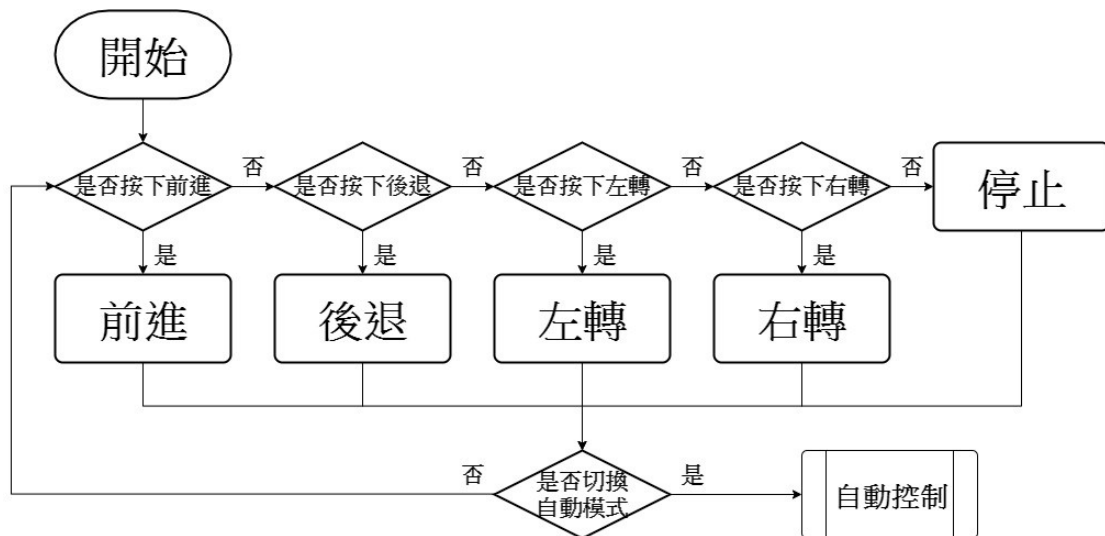 開始
是否按下前進
否
是否按下後退
否
是否按下左轉
否
是否按下右轉
否
停止
是
是
是
是
前進
後退
左轉
右轉
否
是否切換
自動模式
是
自動控制